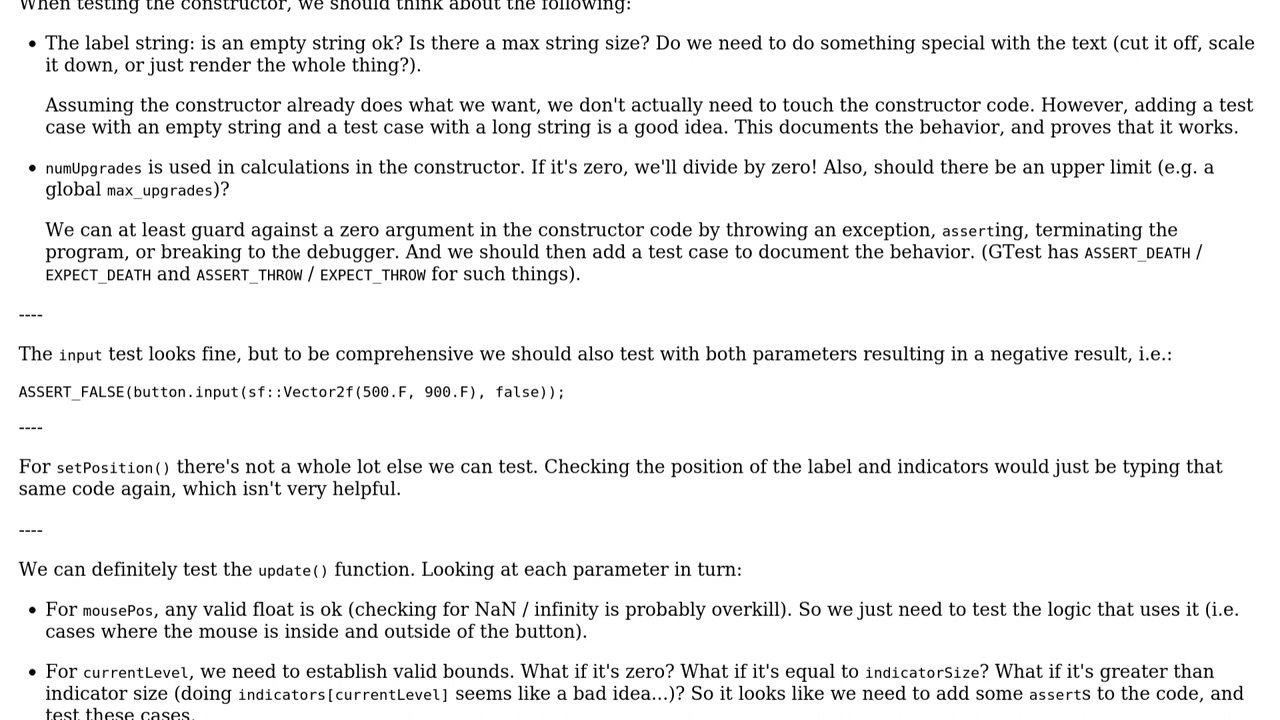 When testing the constructor, we should think about the following:
• The label string: is an empty string ok? Is there a max string size? Do we need to do something special with the text (cut it off, scale
it down, or just render the whole thing?).
Assuming the constructor already does what we want, we don't actually need to touch the constructor code. However, adding a test
case with an empty string and a test case with a long string is a good idea. This documents the behavior, and proves that it works.
• numUpgrades is used in calculations in the constructor. If it's zero, we'll divide by zero! Also, should there be an upper limit (e.g. a
global max_upgrades)?
We can at least guard against a zero argument in the constructor code by throwing an exception, asserting, terminating the
program, or breaking to the debugger. And we should then add a test case to document the behavior. (GTest has ASSERT_DEATH /
EXPECT_DEATH and ASSERT_THROW / EXPECT_THROW for such things).
----
The input test looks fine, but to be comprehensive we should also test with both parameters resulting in a negative result, i.e.:
ASSERT_FALSE(button.input(sf::Vector2f(500.F, 900.F), false));
----
For setPosition() there's not a whole lot else we can test. Checking the position of the label and indicators would just be typing that
same code again, which isn't very helpful.
----
We can definitely test the update() function. Looking at each parameter in turn:
• For mousePos, any valid float is ok (checking for NaN / infinity is probably overkill). So we just need to test the logic that uses it (i.e.
cases where the mouse is inside and outside of the button).
• For currentLevel, we need to establish valid bounds. What if it's zero? What if it's equal to indicatorSize? What if it's greater than
indicator size (doing indicators[currentLevel] seems like a bad idea...)? So it looks like we need to add some asserts to the code, and
test these cases.